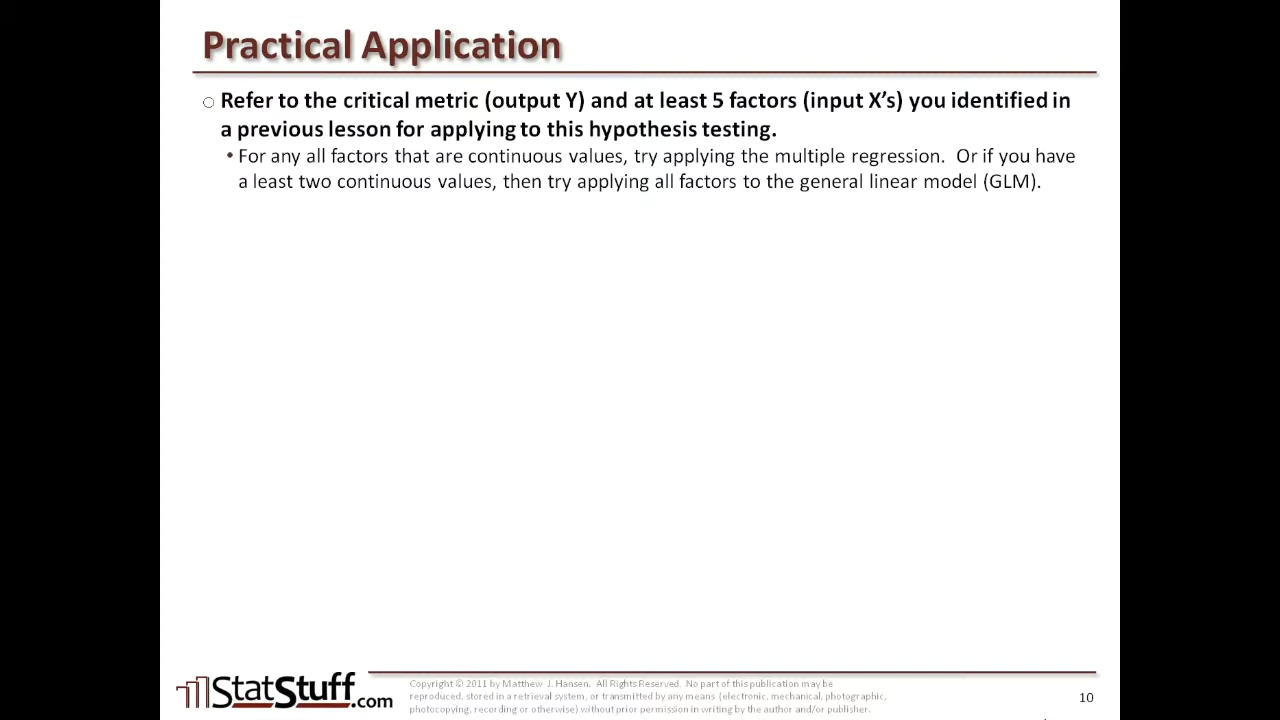 Practical Application
Refer to the critical metric (output Y) and at least 5 factors (input X's) you identified in
a previous lesson for applying to this hypothesis testing.
• For any all factors that are continuous values, try applying the multiple regression. Or if you have
a least two continuous values, then try applying all factors to the general linear model (GLM).
StatStuff.com
Copyright © 2011 by Matthew J. Hansen. All Rights Reserved. No part of this publication may be
reproduced, stored in a retrieval system, or transmitted by any means (electronic, mechanical, photographic,
photocopying, recording or otherwise) without prior permission in writing by the author and/or publisher.
10